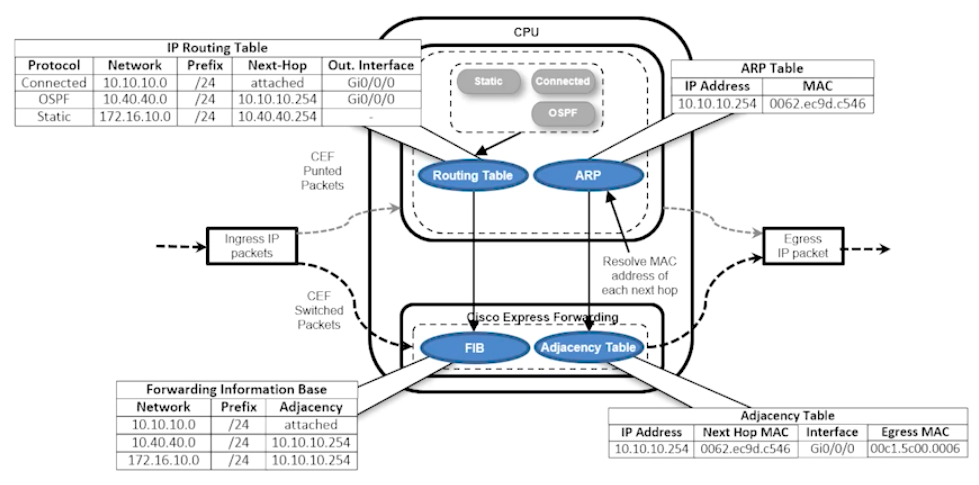 CPU
IP Routing Table
Protocol Network Prefix Next-Hop Out. Interface
Connected 10.10.10.0 /24 attached Gi0/0/0
OSPF 10.40.40.0 /24 10.10.10.254 Gi0/0/0
Static 172.16.10.0 /24 10.40.40.254 -
Static Connected
OSPF
ARP Table
IP Address MAC
10.10.10.254 0062.ec9d.c546
CEF
Punted
Packets
Routing Table ARP
Ingress IP
packets
Egress
IP packet
Resolve MAC
address of
each next hop
CEF
Switched
Packets
Cisco Express Forwarding
FIB Adjacency Table
Forwarding Information Base
Network Prefix Adjacency
10.10.10.0 /24 attached
10.40.40.0 /24 10.10.10.254
172.16.10.0 /24 10.10.10.254
Adjacency Table
IP Address Next Hop MAC Interface Egress MAC
10.10.10.254 0062.ec9d.c546 Gi0/0/0 00c1.5c00.0006